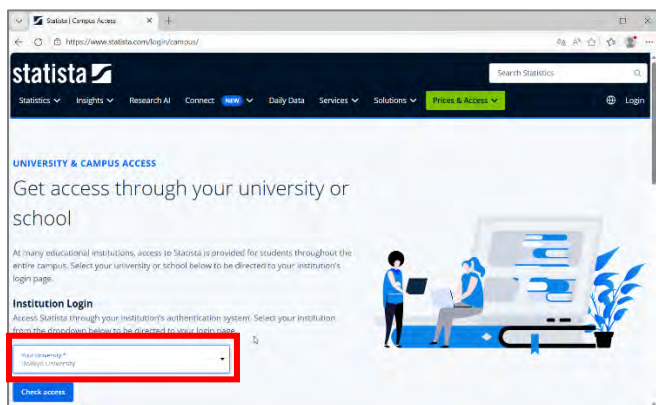 Statista | Campus Access
https://www.statista.com/login/campus/
statista
Search Statistics
Statistics Insights Research AI Connect NEW Daily Data Services Solutions Prices & Access Login
UNIVERSITY & CAMPUS ACCESS
Get access through your university or
school
At many educational institutions, access to Statista is provided for students throughout the
entire campus. Select your university or school below to be directed to your institution's
login page.
Institution Login
Access Statista through your institution's authentication system. Select your institution
from the dropdown below to be directed to your login page.
Your University *
University
Check access